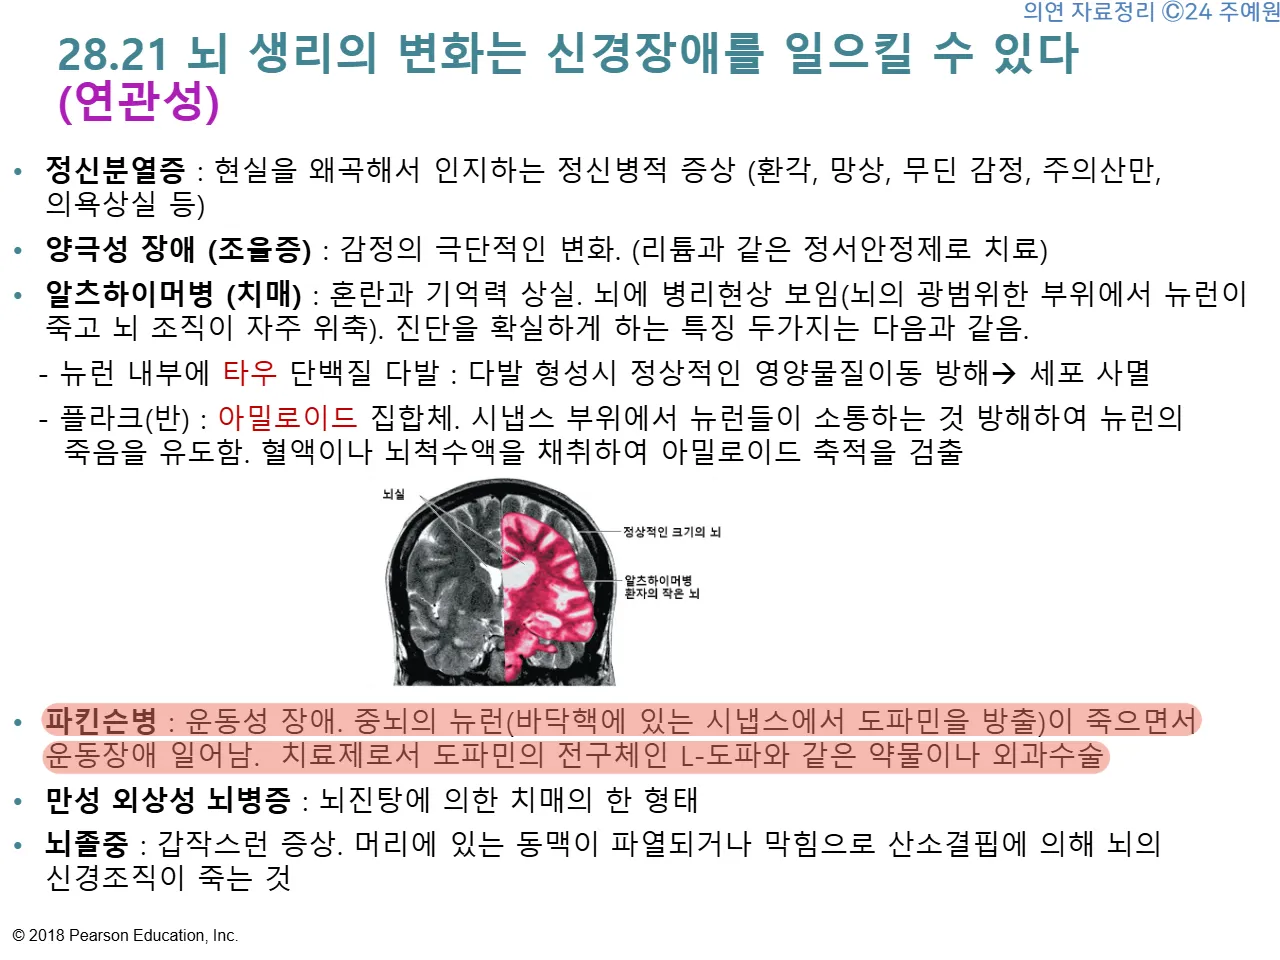 의연 자료정리 ©24 주예원
28.21 뇌 생리의 변화는 신경장애를 일으킬 수 있다
(연관성)
• 정신분열증 : 현실을 왜곡해서 인지하는 정신병적 증상 (환각, 망상, 무딘 감정, 주의산만,
의욕상실 등)
• 양극성 장애 (조울증) : 감정의 극단적인 변화. (리튬과 같은 정서안정제로 치료)
• 알츠하이머병 (치매) : 혼란과 기억력 상실. 뇌에 병리현상 보임(뇌의 광범위한 부위에서 뉴런이
죽고 뇌 조직이 자주 위축). 진단을 확실하게 하는 특징 두가지는 다음과 같음.
- 뉴런 내부에 타우 단백질 다발 : 다발 형성시 정상적인 영양물질이동 방해→ 세포 사멸
- 플라크(반) : 아밀로이드 집합체. 시냅스 부위에서 뉴런들이 소통하는 것 방해하여 뉴런의
죽음을 유도함. 혈액이나 뇌척수액을 채취하여 아밀로이드 축적을 검출
뇌실
정상적인 크기의 뇌
알츠하이머병
환자의 작은 뇌
• 파킨슨병 : 운동성 장애. 중뇌의 뉴런(바닥핵에 있는 시냅스에서 도파민을 방출)이 죽으면서
운동장애 일어남. 치료제로서 도파민의 전구체인 L-도파와 같은 약물이나 외과수술
• 만성 외상성 뇌병증 : 뇌진탕에 의한 치매의 한 형태
• 뇌졸중 : 갑작스런 증상. 머리에 있는 동맥이 파열되거나 막힘으로 산소결핍에 의해 뇌의
신경조직이 죽는 것
© 2018 Pearson Education, Inc.